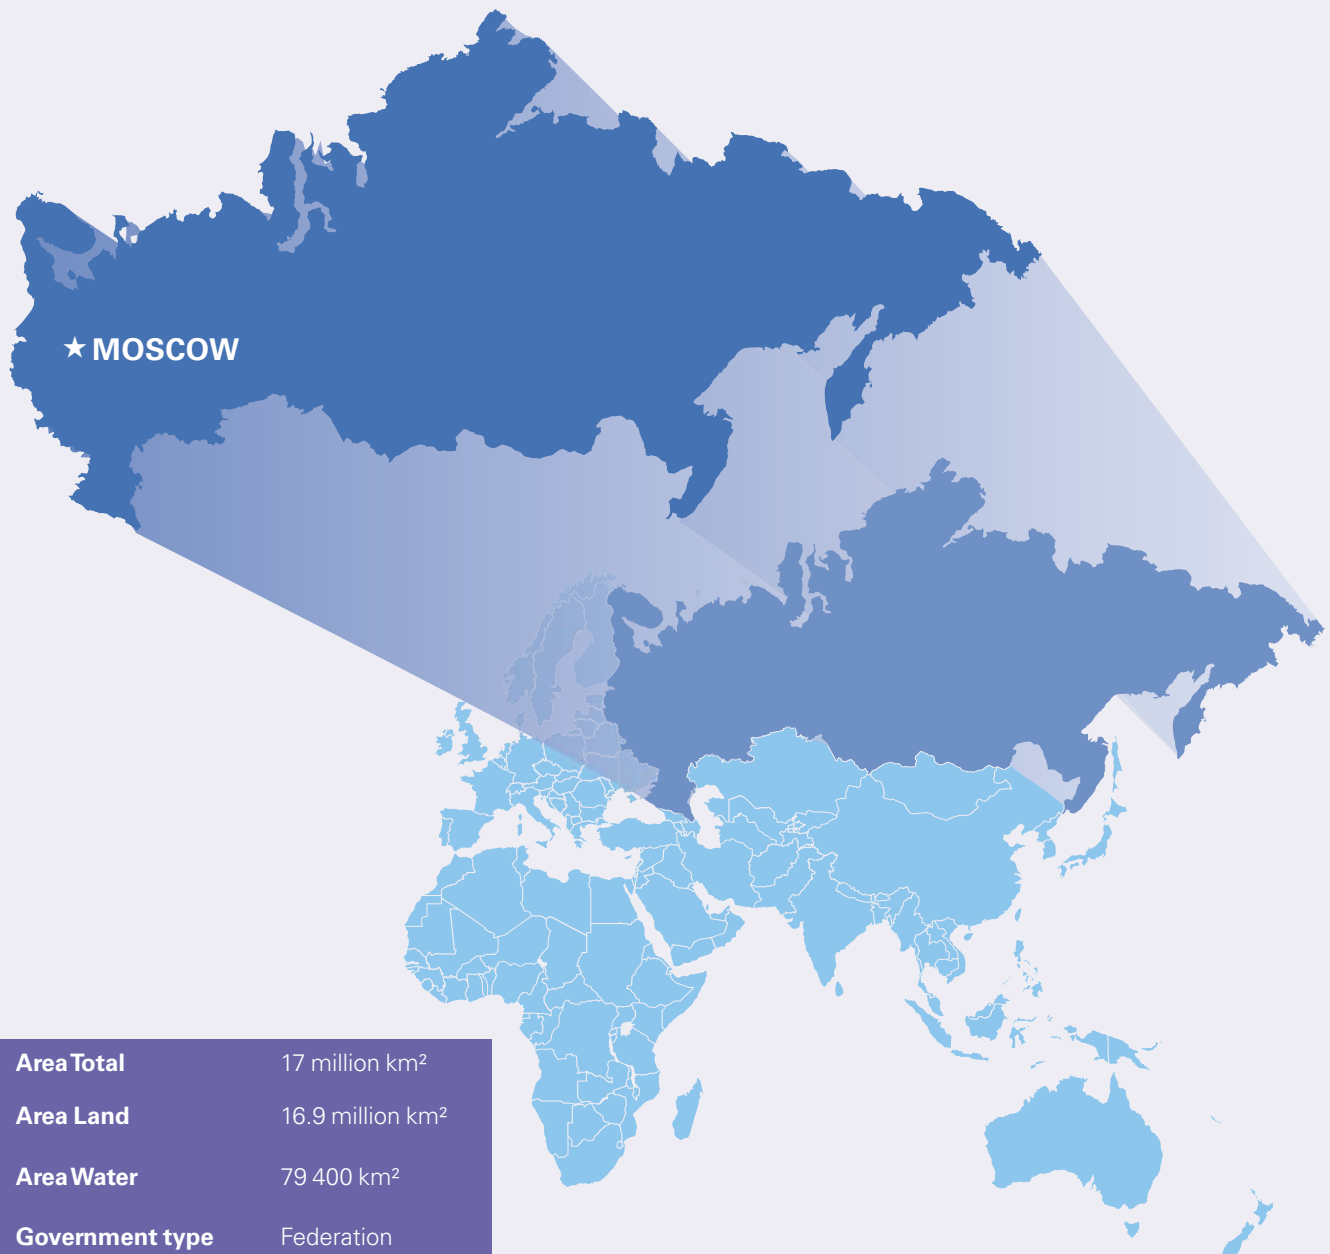 MOSCOW
Area Total 17 million km²
Area Land 16.9 million km²
Area Water 79 400 km²
Government type Federation